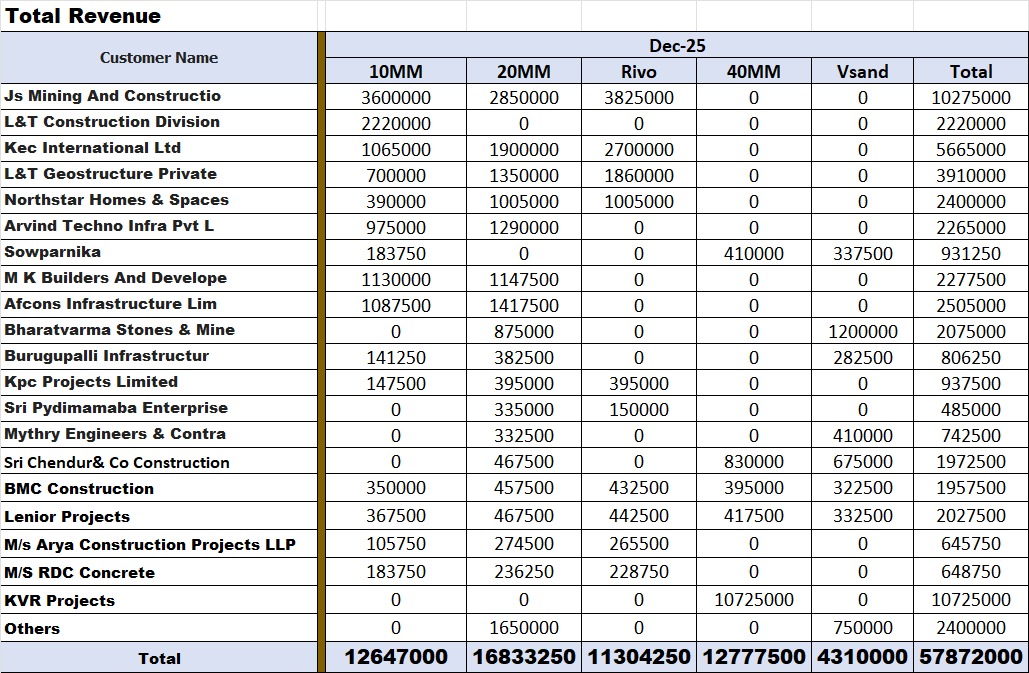 Total Revenue
Customer Name Dec-25
10MM 20MM Rivo 40MM Vsand Total
Js Mining And Constructio 3600000 2850000 3825000 0 0 10275000
L&T Construction Division 2220000 0 0 0 0 2220000
Kec International Ltd 1065000 1900000 2700000 0 0 5665000
L&T Geostructure Private 700000 1350000 1860000 0 0 3910000
Northstar Homes & Spaces 390000 1005000 1005000 0 0 2400000
Arvind Techno Infra Pvt L 975000 1290000 0 0 0 2265000
Sowparnika 183750 0 0 410000 337500 931250
M K Builders And Develope 1130000 1147500 0 0 0 2277500
Afcons Infrastructure Lim 1087500 1417500 0 0 0 2505000
Bharatvarma Stones & Mine 0 875000 0 0 1200000 2075000
Burugupalli Infrastructur 141250 382500 0 0 282500 806250
Kpc Projects Limited 147500 395000 395000 0 0 937500
Sri Pydimamaba Enterprise 0 335000 150000 0 0 485000
Mythry Engineers & Contra 0 332500 0 0 410000 742500
Sri Chendur& Co Construction 0 467500 0 830000 675000 1972500
BMC Construction 350000 457500 432500 395000 322500 1957500
Lenior Projects 367500 467500 442500 417500 332500 2027500
M/s Arya Construction Projects LLP 105750 274500 265500 0 0 645750
M/S RDC Concrete 183750 236250 228750 0 0 648750
KVR Projects 0 0 0 10725000 0 10725000
Others 0 1650000 0 0 750000 2400000
Total 12647000 16833250 11304250 12777500 4310000 57872000